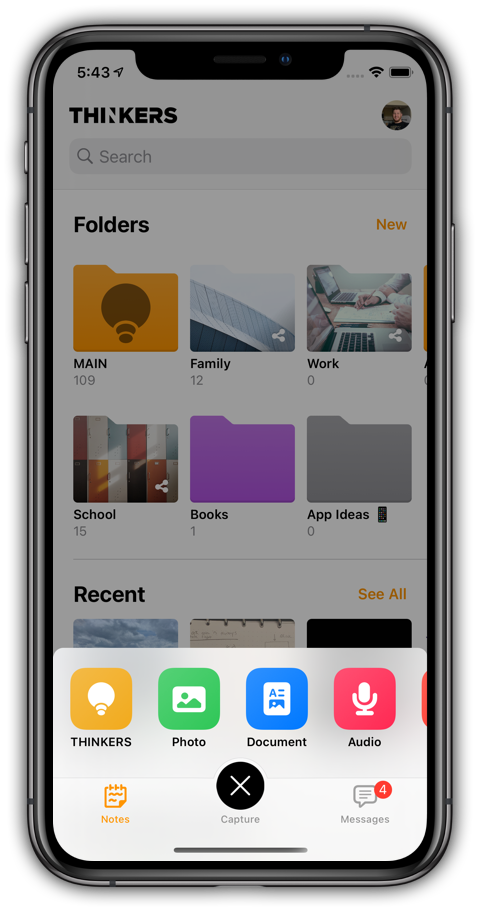 5:43
THINKERS
Search
Folders New
MAIN Family Work
109 12 0
School Books App Ideas
15 1 0
Recent See All
THINKERS Photo Document Audio
4
Notes Capture Messages